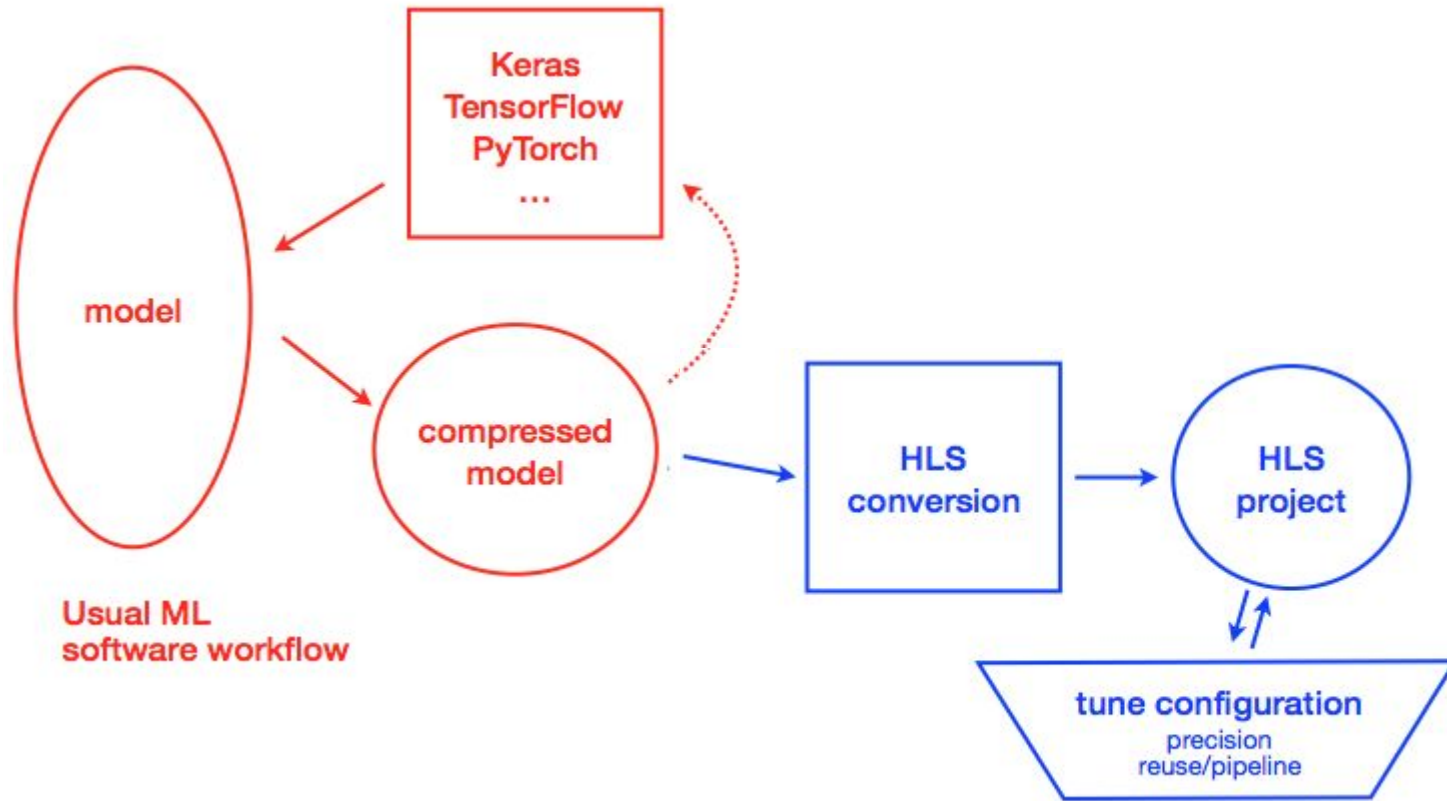 Keras
TensorFlow
PyTorch
...
model
compressed
model
Usual ML
software workflow
HLS
conversion
HLS
project
tune configuration
precision
reuse/pipeline